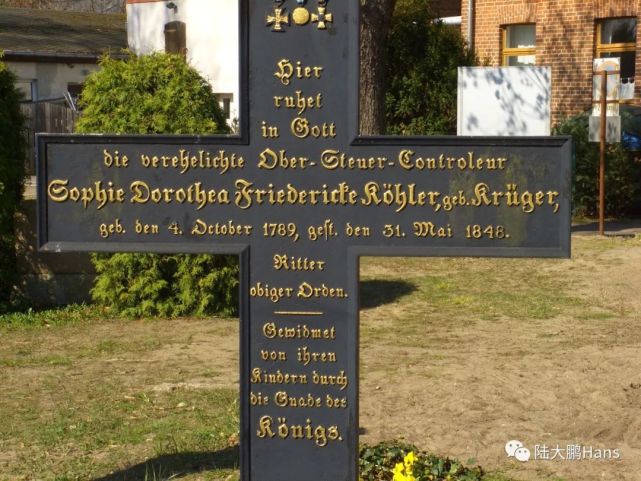 Hier
ruhet
in Gott
die verehelichte Ober-Steuer-Controleur
Sophie Dorothea Friedericke Köhler, geb. Krüger,
geb. den 4. October 1789, gest. den 31. Mai 1848.
Ritter
obiger Orden.
Gewidmet
von ihren
Kindern durch
die Gnade des
Königs.
陆大鹏Hans